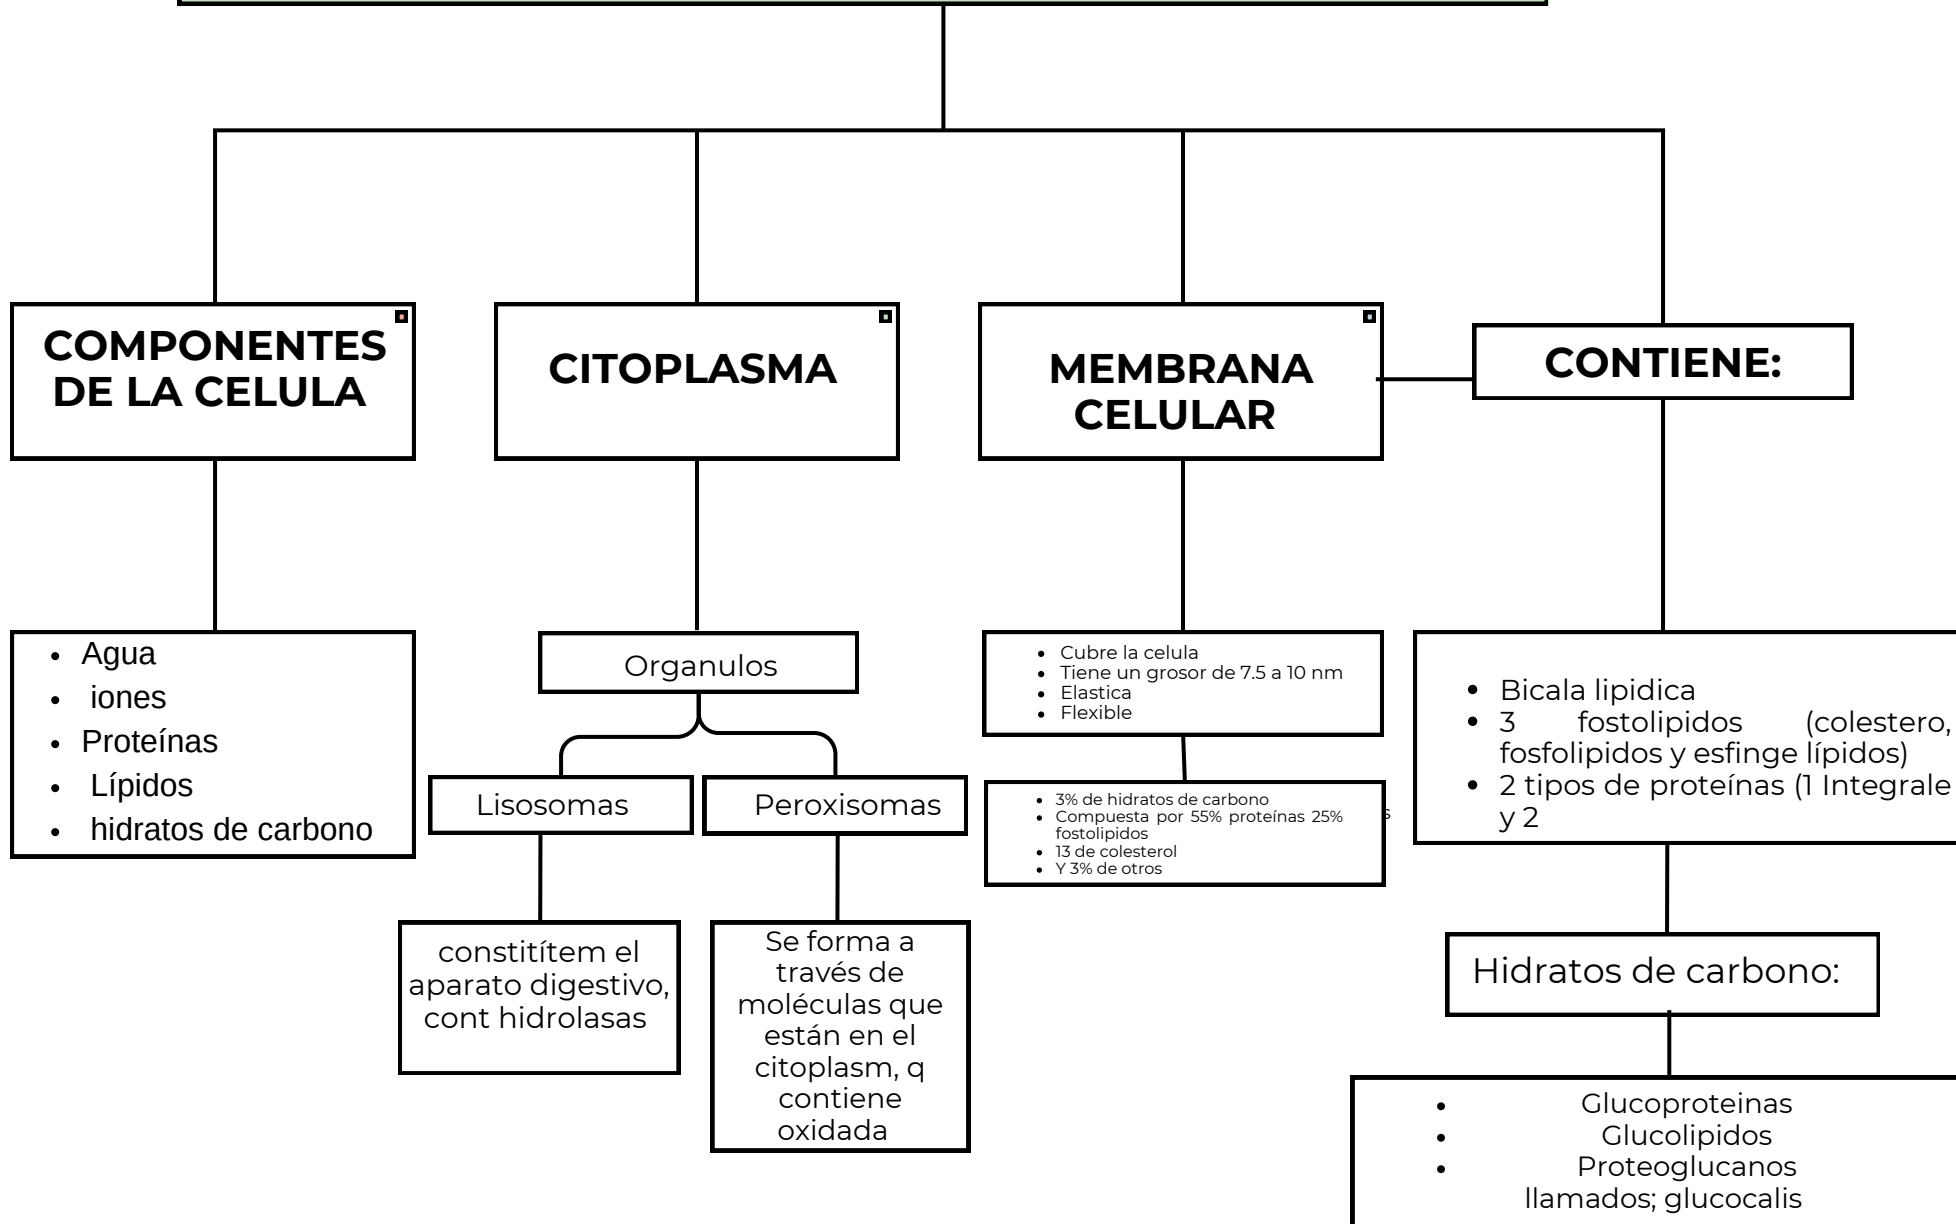 COMPONENTES
DE LA CELULA
CITOPLASMA
MEMBRANA
CELULAR
CONTIENE:
Agua
iones
Proteínas
Lípidos
hidratos de carbono
Organulos
Lisosomas
Peroxisomas
constitítem el
aparato digestivo,
cont hidrolasas
Se forma a
través de
moléculas que
están en el
citoplasm, q
contiene
oxidada
Cubre la celula
Tiene un grosor de 7.5 a 10 nm
Elastica
Flexible
3% de hidratos de carbono
Compuesta por 55% proteínas 25%
fostolipidos
13 de colesterol
Y 3% de otros
s
Bicala lipidica
3 fostolipidos (colestero,
fosfolipidos y esfinge lípidos)
2 tipos de proteínas (1 Integrale
y 2
Hidratos de carbono:
Glucoproteinas
Glucolipidos
Proteoglucanos
llamados; glucocalis